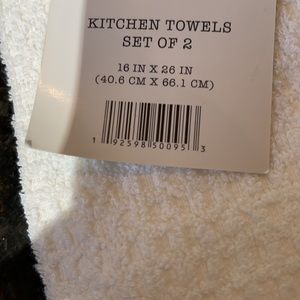 KITCHEN TOWELS
SET OF 2
16 IN X 26 IN
(40.6 CM X 66.1 CM)
1 92598 50095 3